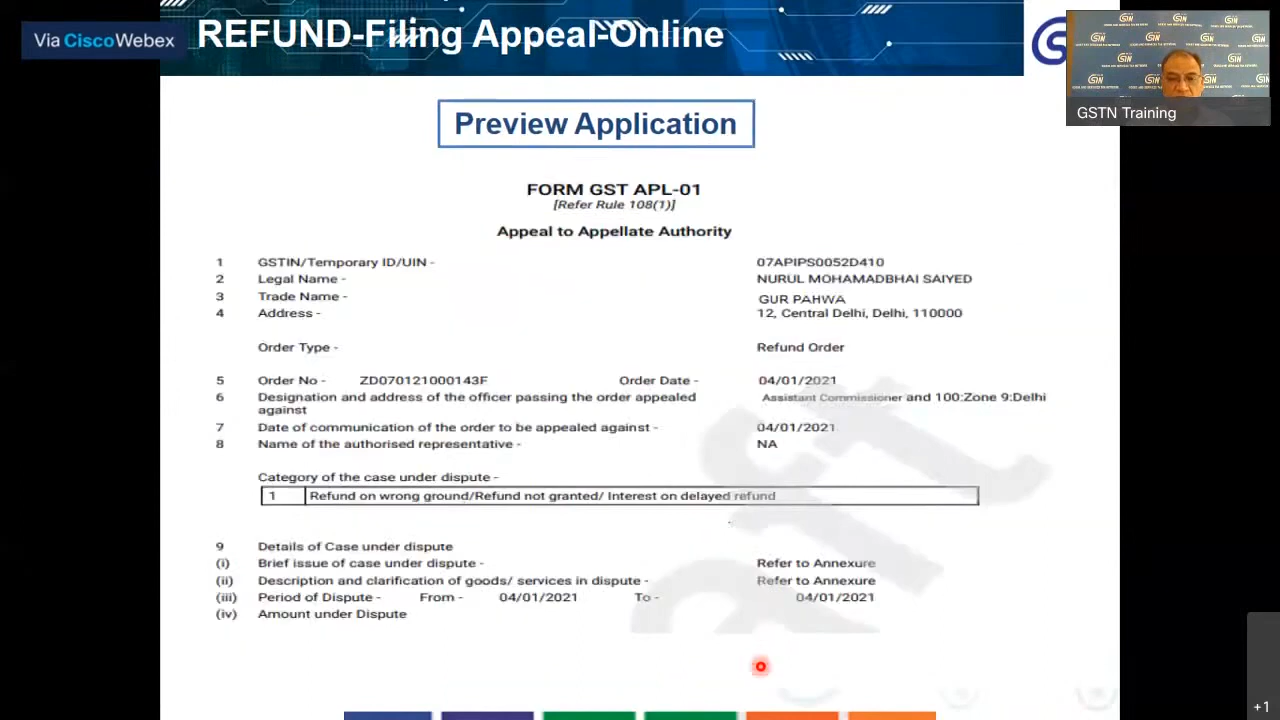 Via CiscoWebex
REFUND-Filing Appeal-Online
GSTN Training
Preview Application
FORM GST APL-01
[Refer Rule 108(1)]
Appeal to Appellate Authority
1 GSTIN/Temporary ID/UIN - 07APIPS0052D410
2 Legal Name - NURUL MOHAMADBHAI SAIYED
3 Trade Name - GUR PAHWA
4 Address - 12, Central Delhi, Delhi, 110000
Order Type - Refund Order
5 Order No - ZD070121000143F Order Date - 04/01/2021
6 Designation and address of the officer passing the order appealed Assistant Commissioner and 100:Zone 9:Delhi
against
7 Date of communication of the order to be appealed against - 04/01/2021
8 Name of the authorised representative - NA
Category of the case under dispute -
1 Refund on wrong ground/Refund not granted/ Interest on delayed refund
9 Details of Case under dispute
(i) Brief issue of case under dispute - Refer to Annexure
(ii) Description and clarification of goods/ services in dispute - Refer to Annexure
(iii) Period of Dispute - From - 04/01/2021 To - 04/01/2021
(iv) Amount under Dispute
+1